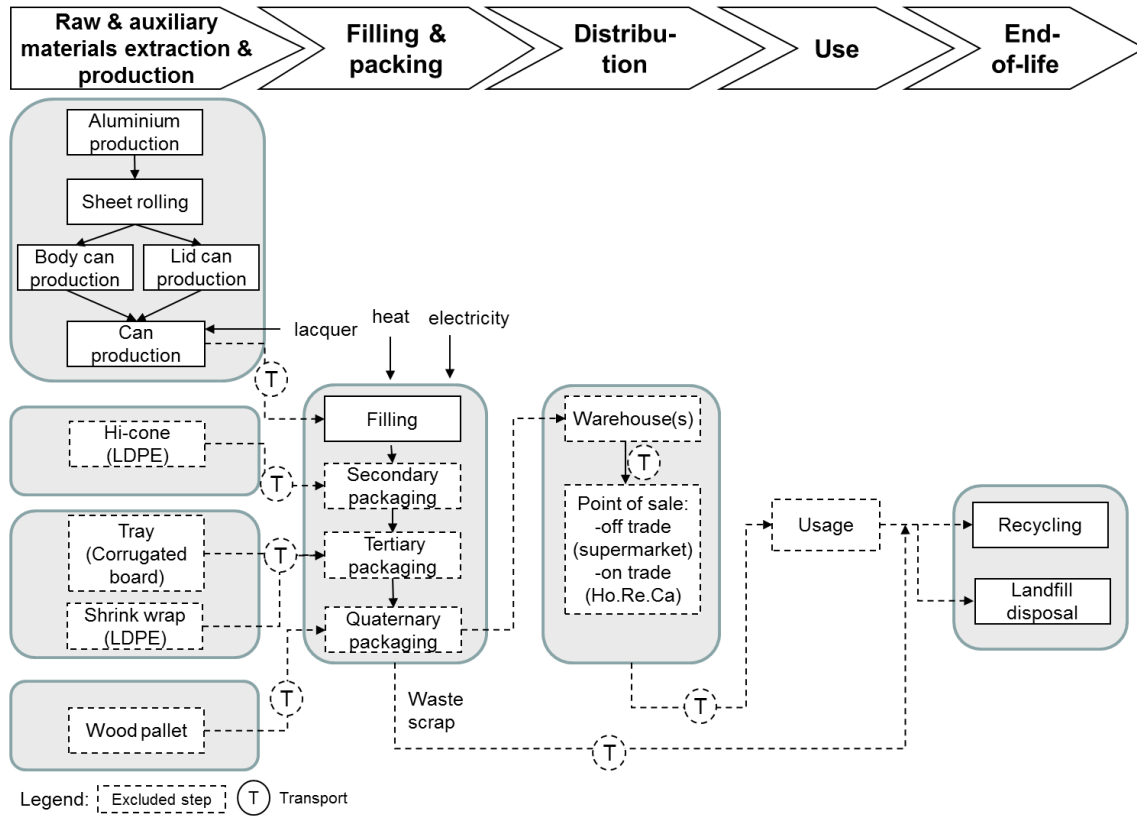 Raw & auxiliary
materials extraction &
production
Filling &
packing
Distribu-
tion
Use
End-
of-life
Aluminium
production
Sheet rolling
Body can
production
Lid can
production
Can
production
lacquer
heat
electricity
T
Hi-cone
(LDPE)
T
Tray
(Corrugated
board)
Shrink wrap
(LDPE)
T
Wood pallet
T
Filling
Secondary
packaging
Tertiary
packaging
Quaternary
packaging
Waste
scrap
T
Warehouse(s)
T
Point of sale:
-off trade
(supermarket)
-on trade
(Ho.Re.Ca)
T
Usage
Recycling
Landfill
disposal
Legend:
Excluded step
T
Transport